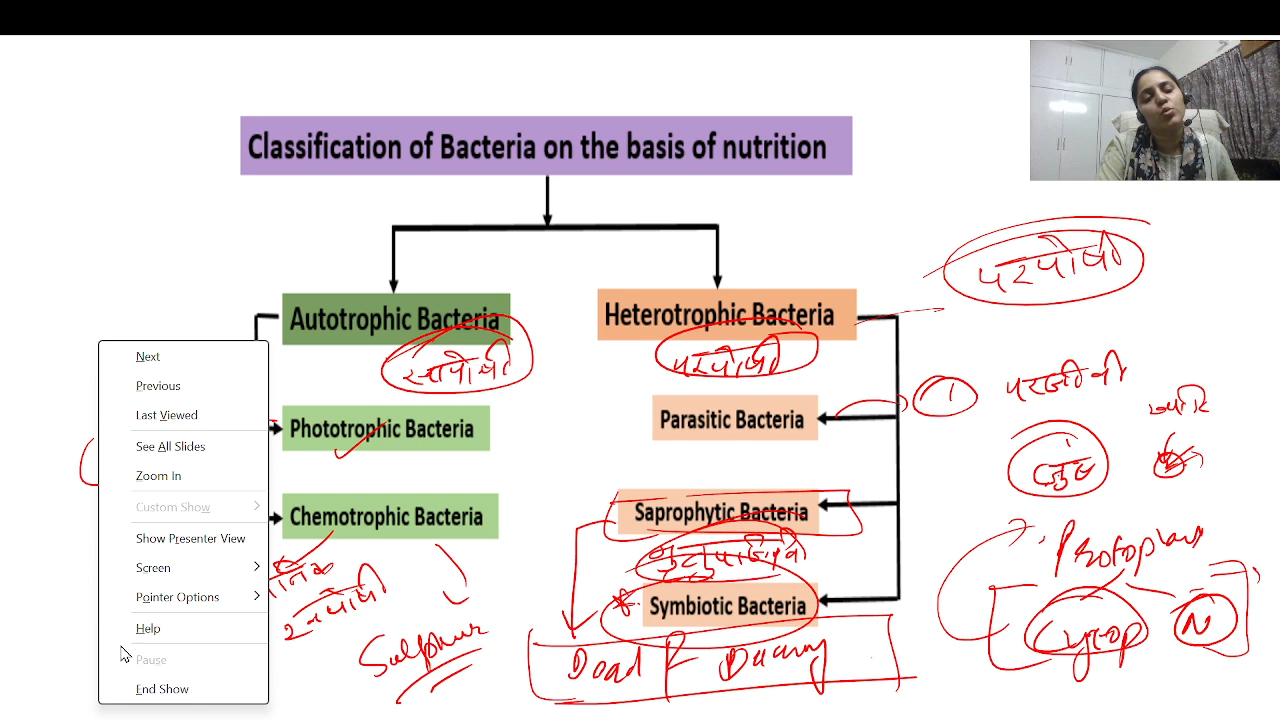 Classification of Bacteria on the basis of nutrition
Autotrophic Bacteria
स्वपोषी
Heterotrophic Bacteria
परपोषी
परपोषी
Phototrophic Bacteria
Chemotrophic Bacteria
Sulphur
Parasitic Bacteria
1
परजीवी
Saprophytic Bacteria
Symbiotic Bacteria
Dead
Protoplasm
Cytop
N
Next
Previous
Last Viewed
See All Slides
Zoom In
Custom Show
Show Presenter View
Screen
Pointer Options
Help
Pause
End Show